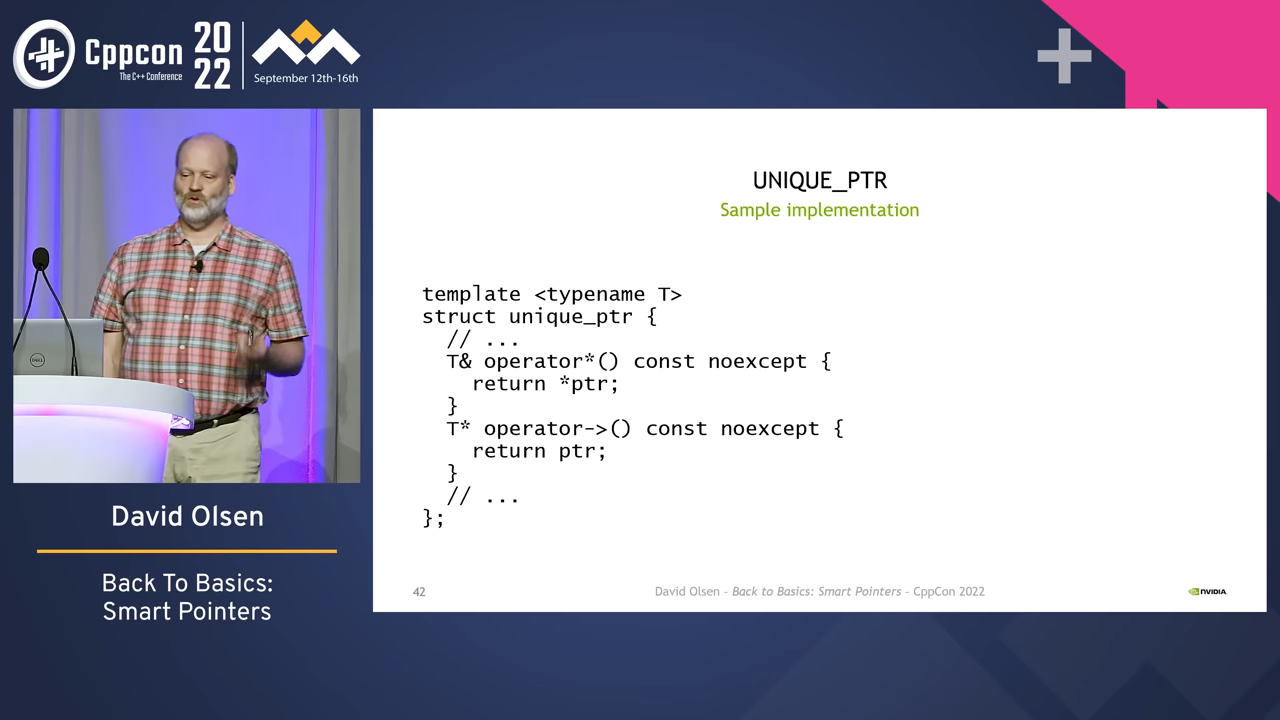 Cppcon
The C++ Conference
20
22
September 12th-16th
DELL
David Olsen
Back To Basics:
Smart Pointers
UNIQUE_PTR
Sample implementation
template <typename T>
struct unique_ptr {
  // ...
  T& operator*() const noexcept {
    return *ptr;
  }
  T* operator->() const noexcept {
    return ptr;
  }
  // ...
};
42
David Olsen - Back to Basics: Smart Pointers - CppCon 2022
NVIDIA.